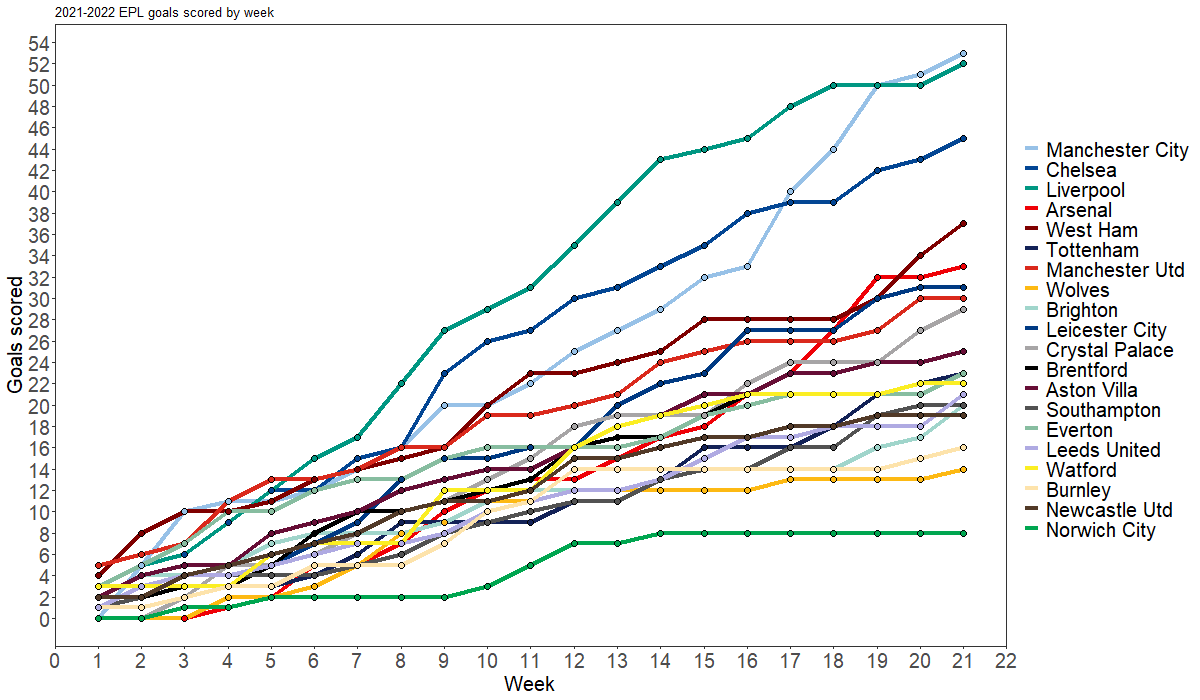 2021-2022 EPL goals scored by week
54
52
50
48
46
44
42
40
38
36
34
32
30
28
26
24
22
20
18
16
14
12
10
8
6
4
2
0
Goals scored
0 1 2 3 4 5 6 7 8 9 10 11 12 13 14 15 16 17 18 19 20 21 22
Week
Manchester City
Chelsea
Liverpool
Arsenal
West Ham
Tottenham
Manchester Utd
Wolves
Brighton
Leicester City
Crystal Palace
Brentford
Aston Villa
Southampton
Everton
Leeds United
Watford
Burnley
Newcastle Utd
Norwich City